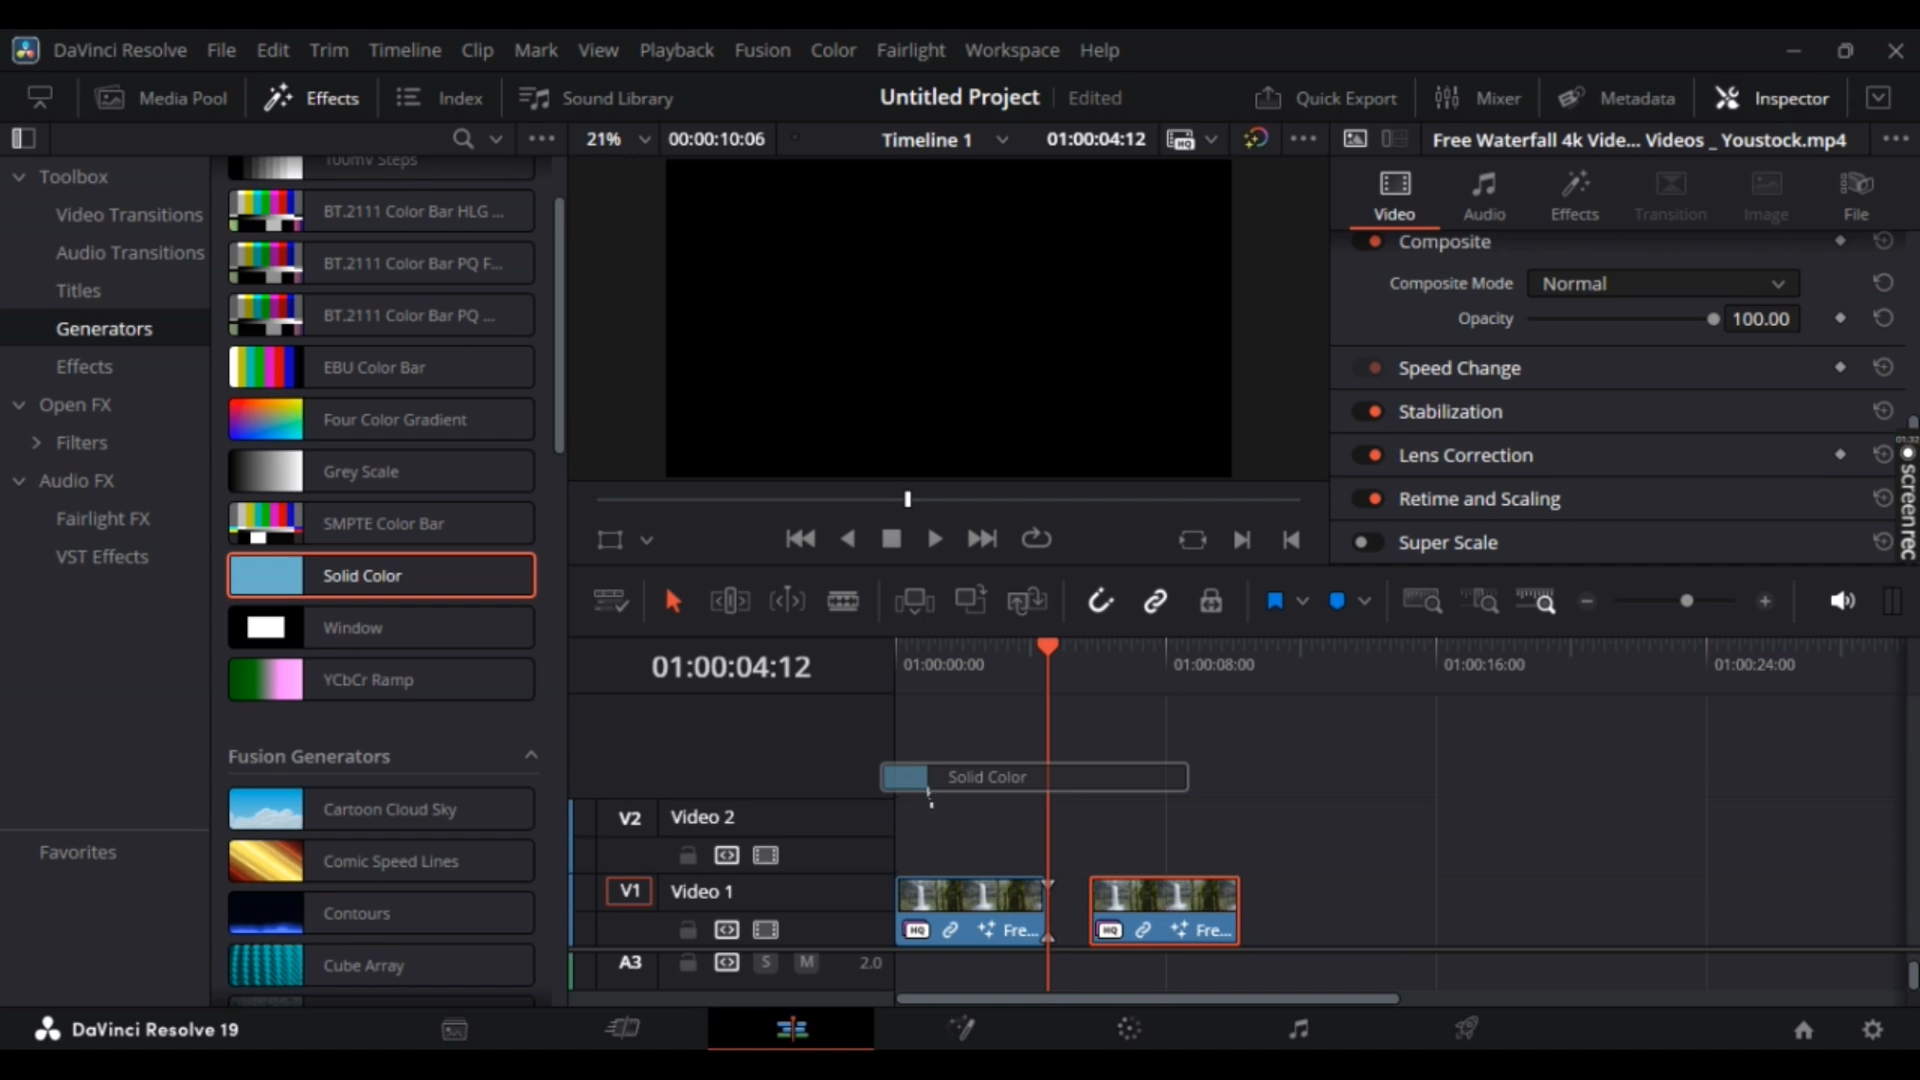 DaVinci Resolve File Edit Trim Timeline Clip Mark View Playback Fusion Color Fairlight Workspace Help
Media Pool Effects Index Sound Library Untitled Project Edited Quick Export Mixer Metadata Inspector
21% 00:00:10:06 Timeline 1 01:00:04:12 HQ Free Waterfall 4k Vide... Videos _ Youstock.mp4
Toolbox
Video Transitions
Audio Transitions
Titles
Generators
Effects
Open FX
Filters
Audio FX
Fairlight FX
VST Effects
Favorites
100mV Steps
BT.2111 Color Bar HLG ...
BT.2111 Color Bar PQ F...
BT.2111 Color Bar PQ ...
EBU Color Bar
Four Color Gradient
Grey Scale
SMPTE Color Bar
Solid Color
Window
YCbCr Ramp
Fusion Generators
Cartoon Cloud Sky
Comic Speed Lines
Contours
Cube Array
Video Audio Effects Transition Image File
Composite
Composite Mode Normal
Opacity 100.00
Speed Change
Stabilization
Lens Correction
Retime and Scaling
Super Scale
01:32
screenrec
01:00:04:12 01:00:00:00 01:00:08:00 01:00:16:00 01:00:24:00
Solid Color
V2 Video 2
V1 Video 1
HQ Fre... HQ Fre...
A3 S M 2.0
DaVinci Resolve 19